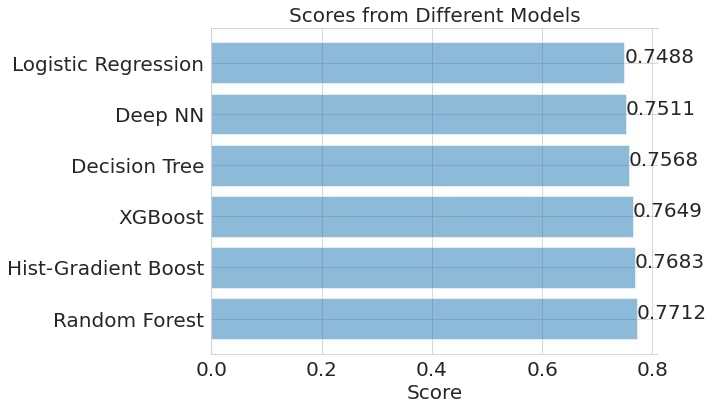 Scores from Different Models
Logistic Regression 0.7488
Deep NN 0.7511
Decision Tree 0.7568
XGBoost 0.7649
Hist-Gradient Boost 0.7683
Random Forest 0.7712
0.0 0.2 0.4 0.6 0.8
Score